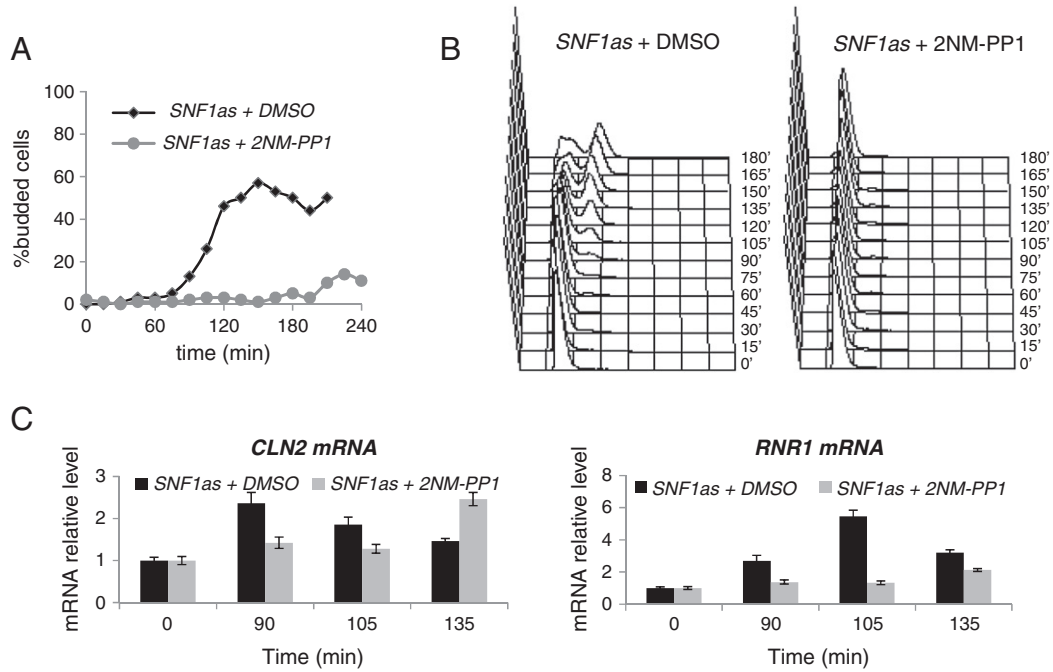 A
SNF1as + DMSO
SNF1as + 2NM-PP1
%budded cells
100
80
60
40
20
0
0 60 120 180 240
time (min)
B
SNF1as + DMSO
180’
165’
150’
135’
120’
105’
90’
75’
60’
45’
30’
15’
0’
SNF1as + 2NM-PP1
180’
165’
150’
135’
120’
105’
90’
75’
60’
45’
30’
15’
0’
C
CLN2 mRNA
SNF1as + DMSO SNF1as + 2NM-PP1
mRNA relative level
3
2
1
0
0 90 105 135
Time (min)
RNR1 mRNA
SNF1as + DMSO SNF1as + 2NM-PP1
mRNA relative level
8
6
4
2
0
0 90 105 135
Time (min)